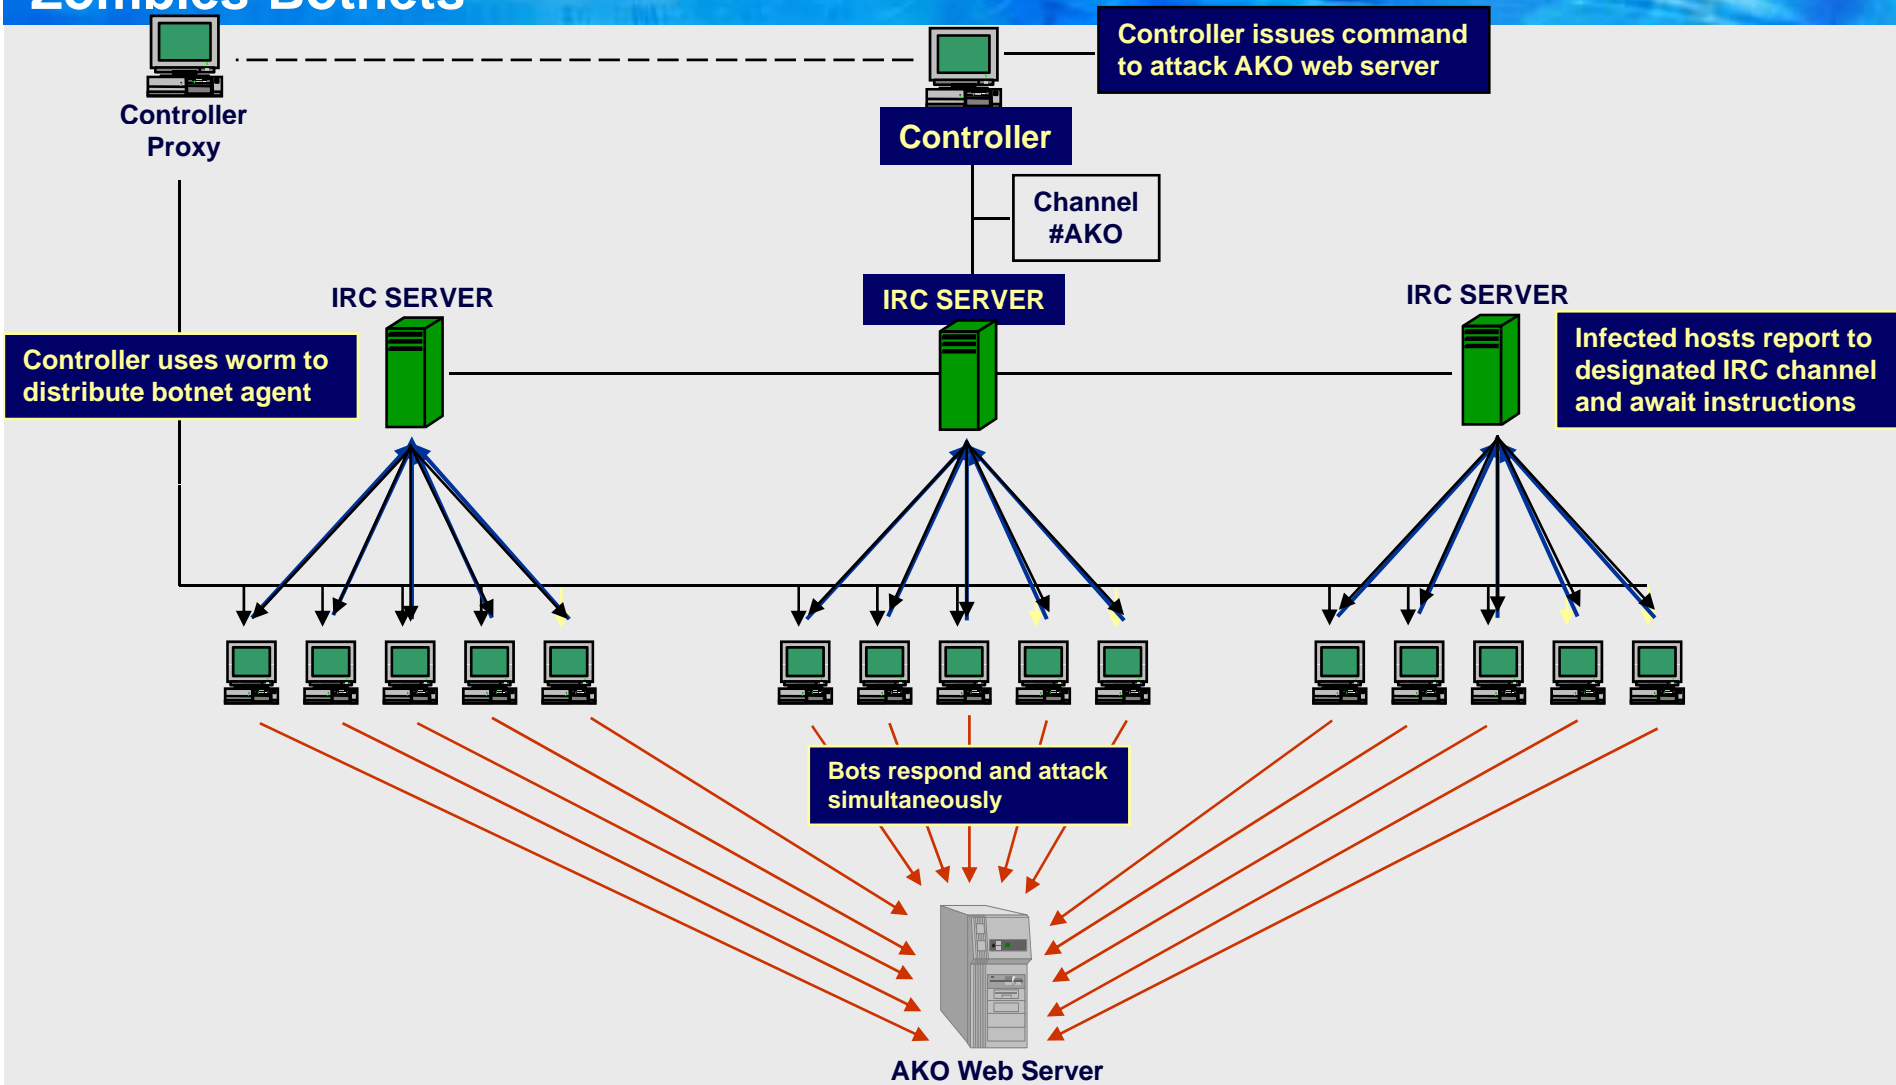 Zombies-Botnets
Controller issues command
to attack AKO web server
Controller
Proxy
Controller
Channel
#AKO
IRC SERVER
IRC SERVER
IRC SERVER
Controller uses worm to
distribute botnet agent
Infected hosts report to
designated IRC channel
and await instructions
Bots respond and attack
simultaneously
AKO Web Server